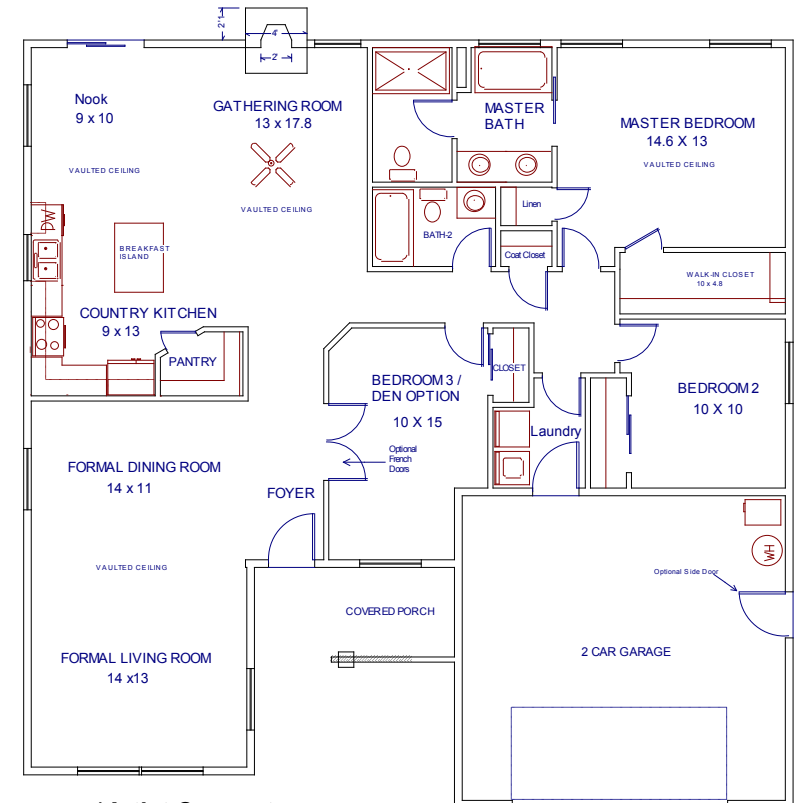 2'1"
4'
2'
Nook
9 x 10
GATHERING ROOM
13 x 17.8
MASTER
BATH
MASTER BEDROOM
14.6 X 13
VAULTED CEILING
VAULTED CEILING
VAULTED CEILING
Linen
DW
BATH-2
BREAKFAST
ISLAND
Coat Closet
WALK-IN CLOSET
10 x 4.8
COUNTRY KITCHEN
9 x 13
PANTRY
CLOSET
BEDROOM 3 /
DEN OPTION
10 X 15
BEDROOM 2
10 X 10
Optional
French
Doors
Laundry
FORMAL DINING ROOM
14 x 11
FOYER
WH
VAULTED CEILING
Optional Side Door
COVERED PORCH
FORMAL LIVING ROOM
14 x13
2 CAR GARAGE